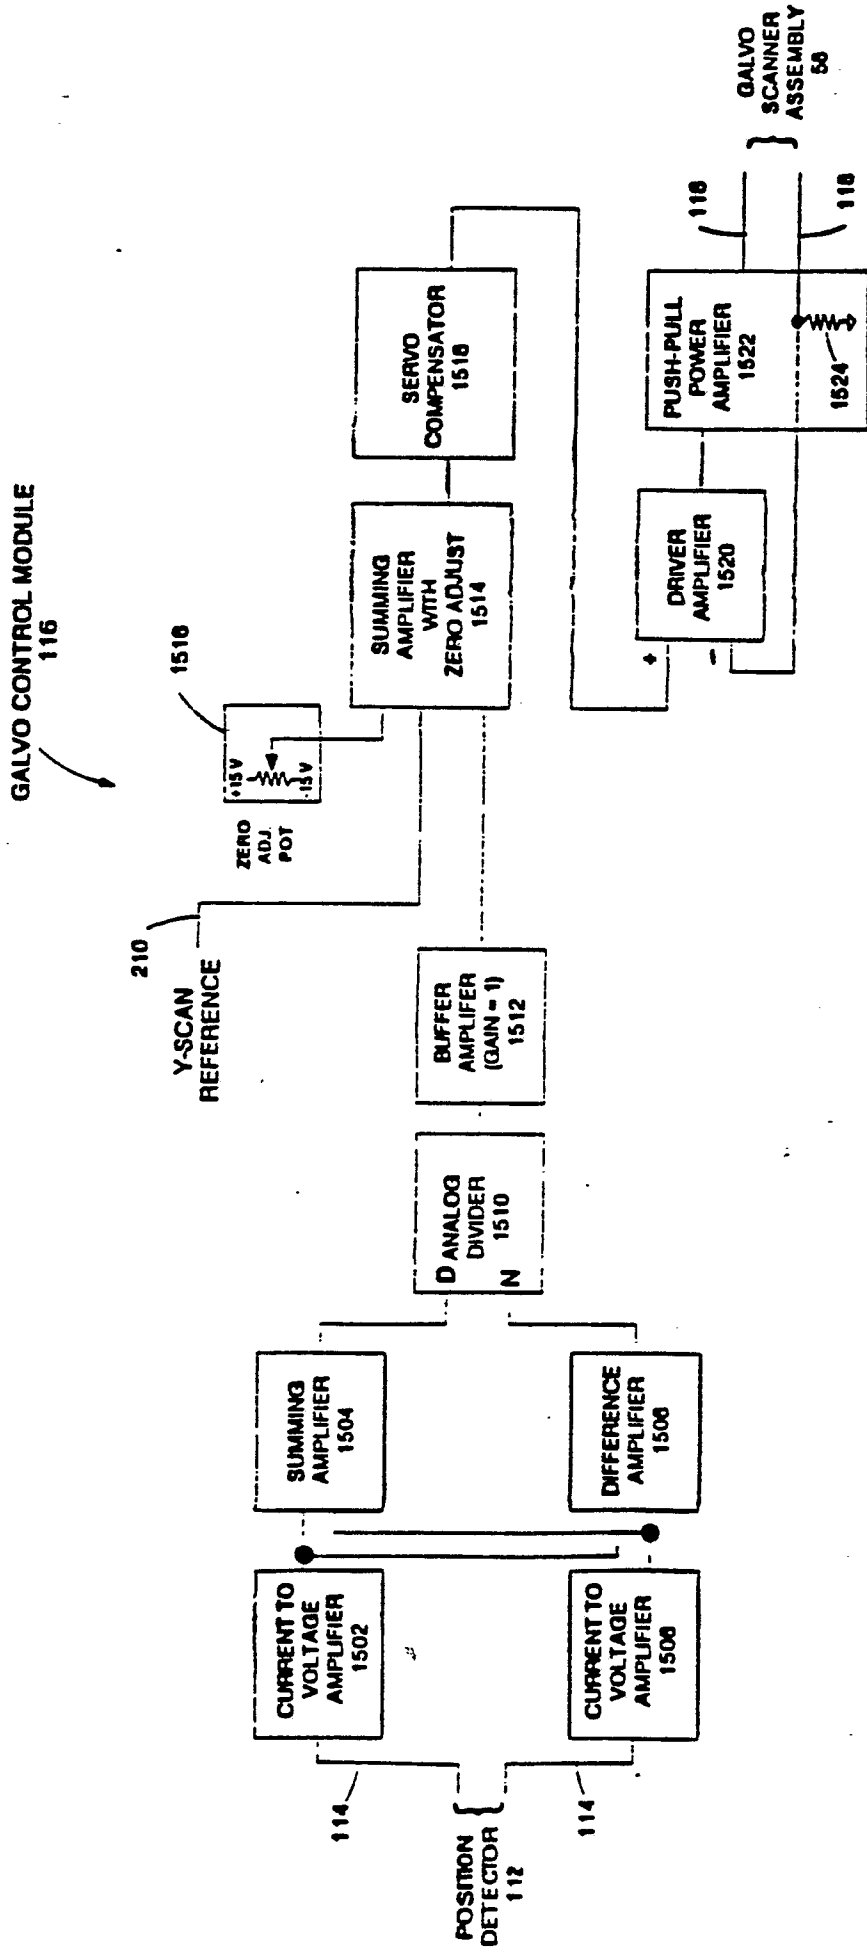 GALVO CONTROL MODULE
116
POSITION
DETECTOR
112
114
114
CURRENT TO
VOLTAGE
AMPLIFIER
1502
CURRENT TO
VOLTAGE
AMPLIFIER
1506
SUMMING
AMPLIFIER
1504
DIFFERENCE
AMPLIFIER
1508
D ANALOG
DIVIDER
1510
N
BUFFER
AMPLIFER
(GAIN = 1)
1512
Y-SCAN
REFERENCE
210
ZERO
ADJ.
POT
+15 V
-15 V
1516
SUMMING
AMPLIFIER
WITH
ZERO ADJUST
1514
SERVO
COMPENSATOR
1518
+
-
DRIVER
AMPLIFIER
1520
PUSH-PULL
POWER
AMPLIFIER
1522
1524
118
118
GALVO
SCANNER
ASSEMBLY
56